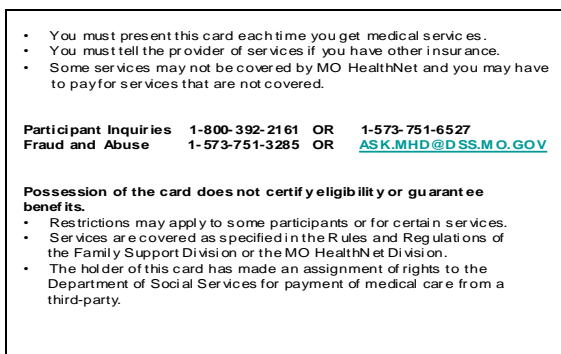 • You must present this card each time you get medical services.
• You must tell the provider of services if you have other insurance.
• Some services may not be covered by MO HealthNet and you may have
to pay for services that are not covered.
Participant Inquiries 1-800-392-2161 OR 1-573-751-6527
Fraud and Abuse 1-573-751-3285 OR ASK.MHD@DSS.MO.GOV
Possession of the card does not certify eligibility or guarantee
benefits.
• Restrictions may apply to some participants or for certain services.
• Services are covered as specified in the Rules and Regulations of
the Family Support Division or the MO HealthNet Division.
• The holder of this card has made an assignment of rights to the
Department of Social Services for payment of medical care from a
third-party.